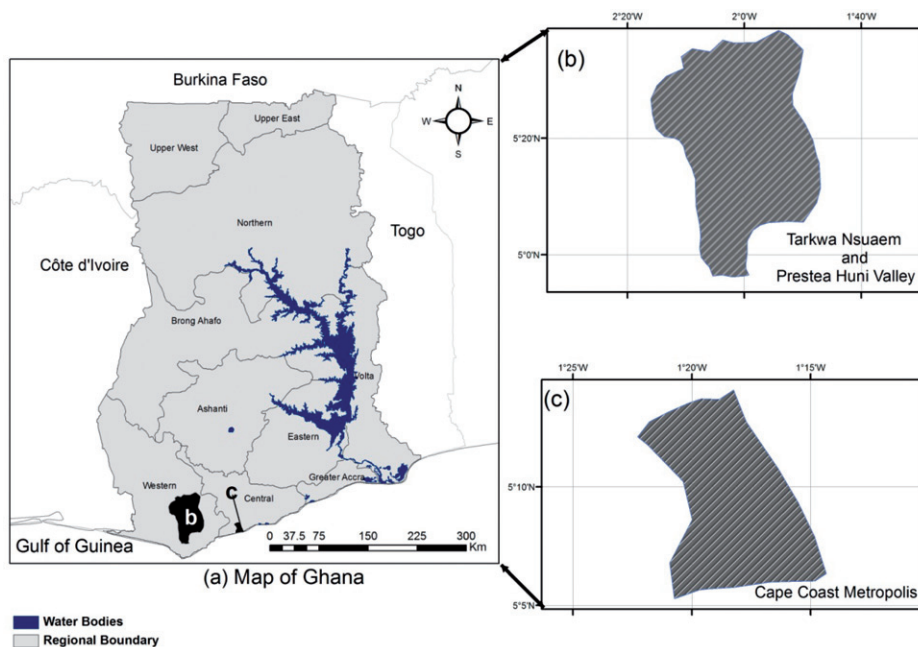 Burkina Faso
N
W E
S
Upper East
Upper West
Northern
Togo
Côte d'Ivoire
Brong Ahafo
Volta
Ashanti
Eastern
Greater Accra
Western
c
Central
b
Gulf of Guinea
0 37.5 75 150 225 300
Km
(a) Map of Ghana
Water Bodies
Regional Boundary
2°20'W 2°0'W 1°40'W
(b)
5°20'N
5°0'N
Tarkwa Nsuaem
and
Prestea Huni Valley
1°25'W 1°20'W 1°15'W
(c)
5°10'N
5°5'N
Cape Coast Metropolis